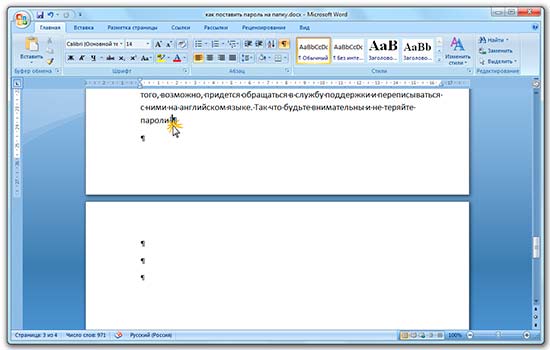 как поставить пароль на папку.docx - Microsoft Word
Главная Вставка Разметка страницы Ссылки Рассылки Рецензирование Вид
Calibri (Основной те 14
Вставить
AaBbCcDc AaBbCcDc AaB AaBb
¶ Обычный ¶ Без инте... Заголово... Заголово...
Изменить стили
Найти
Заменить
Выделить
Буфер обмена Шрифт Абзац Стили Редактирование
того, возможно, придется обращаться в службу поддержки и переписываться
с ними на английском языке. Так что будьте внимательны и не теряйте
пароли
¶
¶
¶
¶
Страница: 3 из 4 Число слов: 971 Русский (Россия) 100%